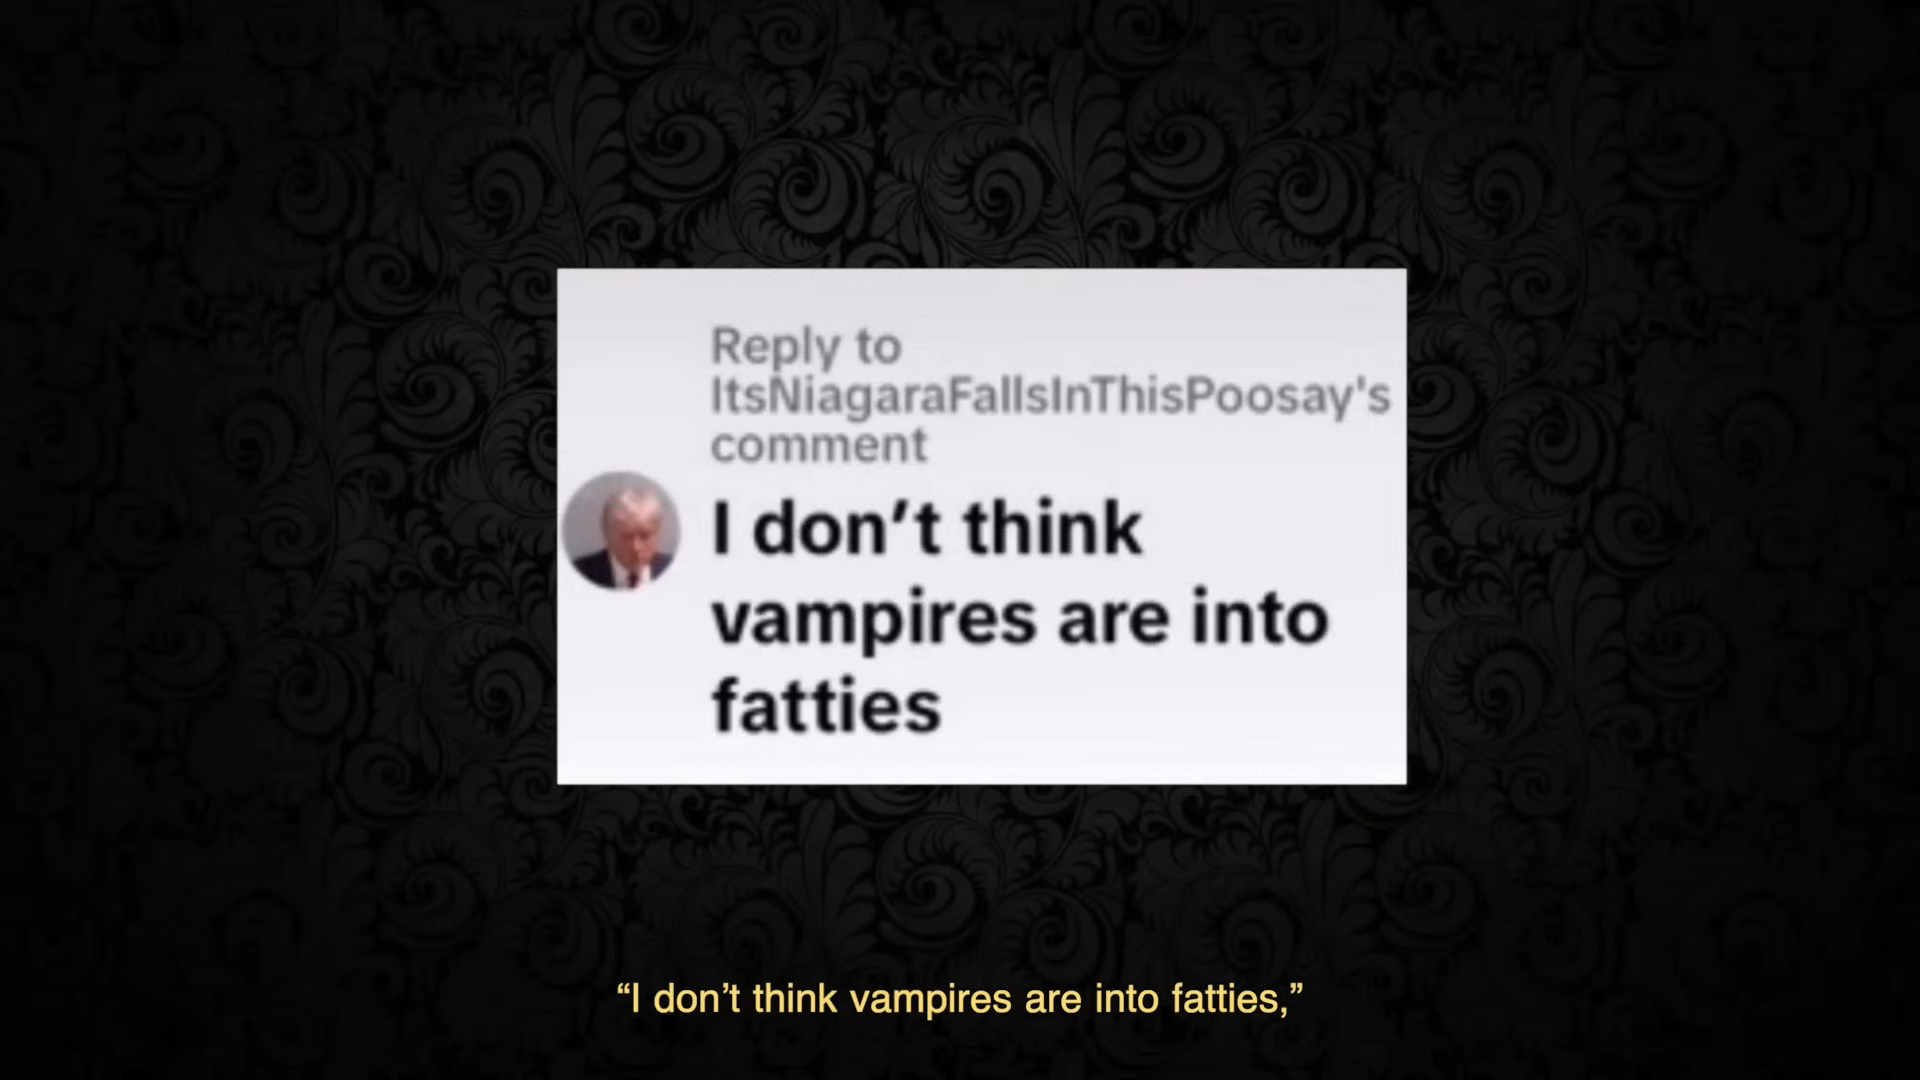 Reply to
ItsNiagaraFallsInThisPoosay's
comment
I don’t think
vampires are into
fatties
“I don’t think vampires are into fatties,”